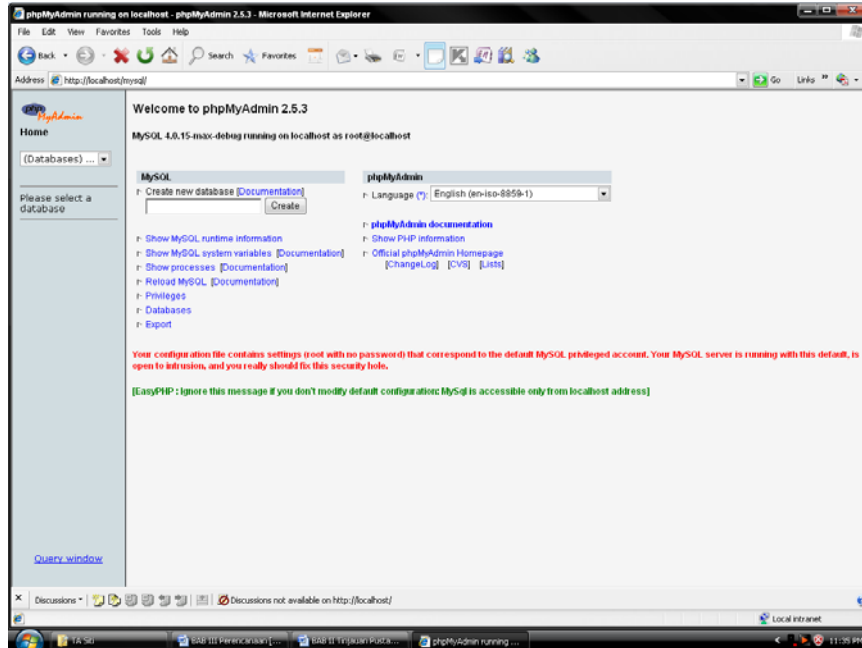 phpMyAdmin running on localhost - phpMyAdmin 2.5.3 - Microsoft Internet Explorer
File Edit View Favorites Tools Help
Back Search Favorites
Address http://localhost/mysql/ Go Links »
php
MyAdmin
Home
(Databases) ...
Please select a
database
Query window
Welcome to phpMyAdmin 2.5.3
MySQL 4.0.15-max-debug running on localhost as root@localhost
MySQL
Create new database [Documentation]
Create
Show MySQL runtime information
Show MySQL system variables [Documentation]
Show processes [Documentation]
Reload MySQL [Documentation]
Privileges
Databases
Export
phpMyAdmin
Language (*): English (en-iso-8859-1)
phpMyAdmin documentation
Show PHP information
Official phpMyAdmin Homepage
[ChangeLog] [CVS] [Lists]
Your configuration file contains settings (root with no password) that correspond to the default MySQL privileged account. Your MySQL server is running with this default, is
open to intrusion, and you really should fix this security hole.
[EasyPHP : Ignore this message if you don't modify default configuration: MySql is accessible only from localhost address]
Discussions Discussions not available on http://localhost/
Local intranet
TA Siti BAB III Perencanaan [... BAB II Tinjauan Pusta... phpMyAdmin running ... 11:35 PM